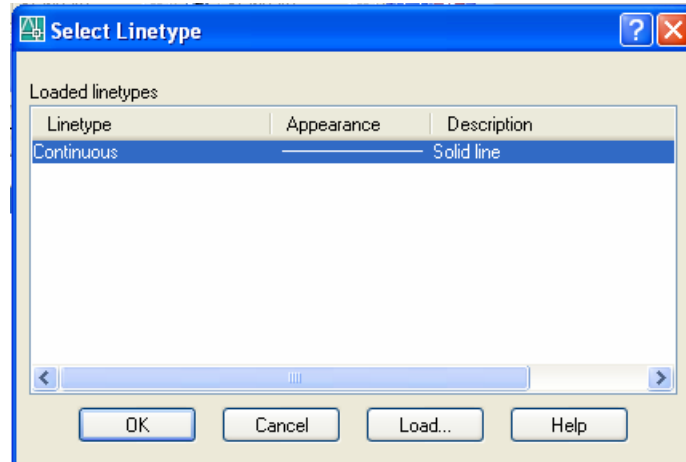 Select Linetype
Loaded linetypes
Linetype Appearance Description
Continuous Solid line
OK Cancel Load... Help